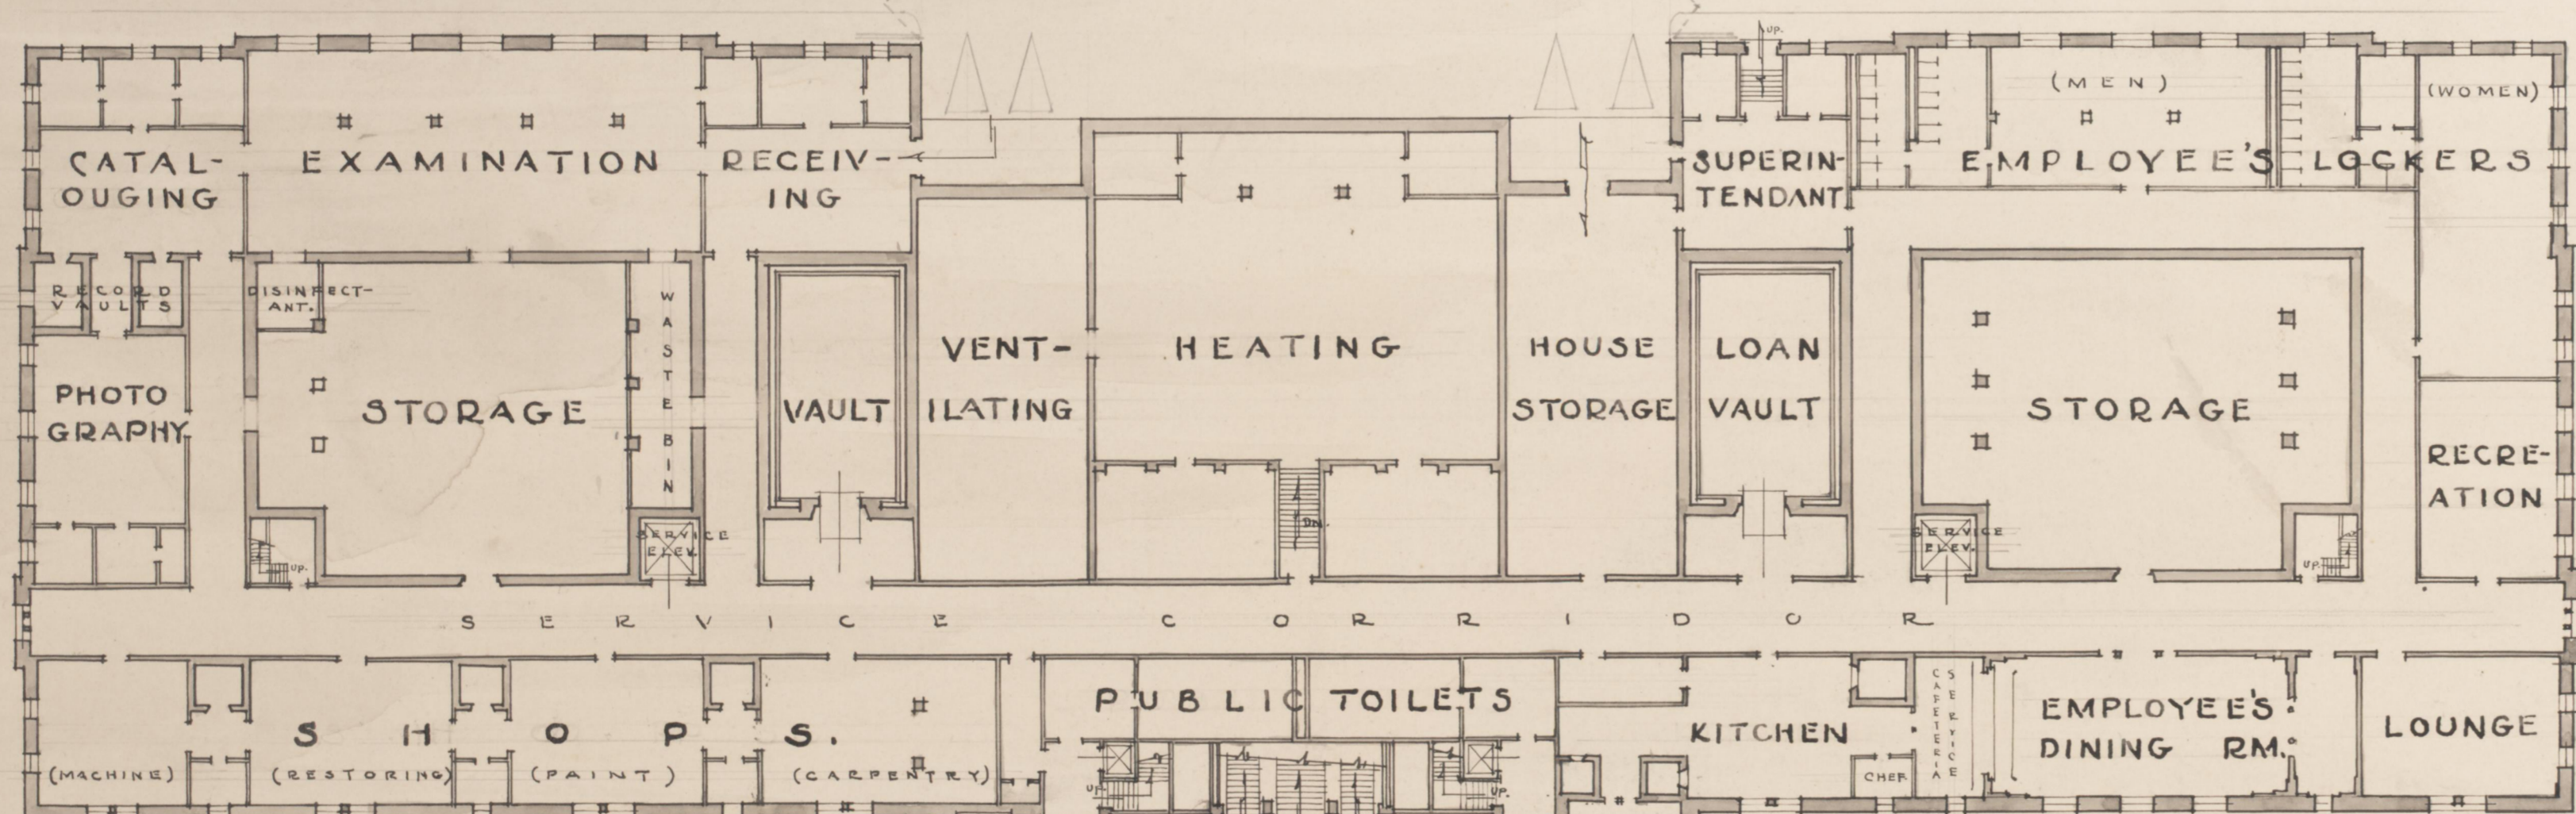 UP.
(MEN)
(WOMEN)
CATAL-
OUGING
EXAMINATION
RECEIV-
ING
SUPERIN-
TENDANT
EMPLOYEE'S LOCKERS
RECORD
VAULTS
DISINFECT-
ANT.
WASTE BIN
PHOTO
GRAPHY
STORAGE
VAULT
VENT-
ILATING
HEATING
HOUSE
STORAGE
LOAN
VAULT
STORAGE
RECRE-
ATION
UP.
SERVICE
ELEV.
DN.
SERVICE
ELEV.
UP.
SERVICE CORRIDOR
SHOPS.
(MACHINE)
(RESTORING)
(PAINT)
(CARPENTRY)
PUBLIC TOILETS
UP.
UP.
KITCHEN
CHEF
CAFETERIA
SERVICE
EMPLOYEE'S
DINING RM.
LOUNGE